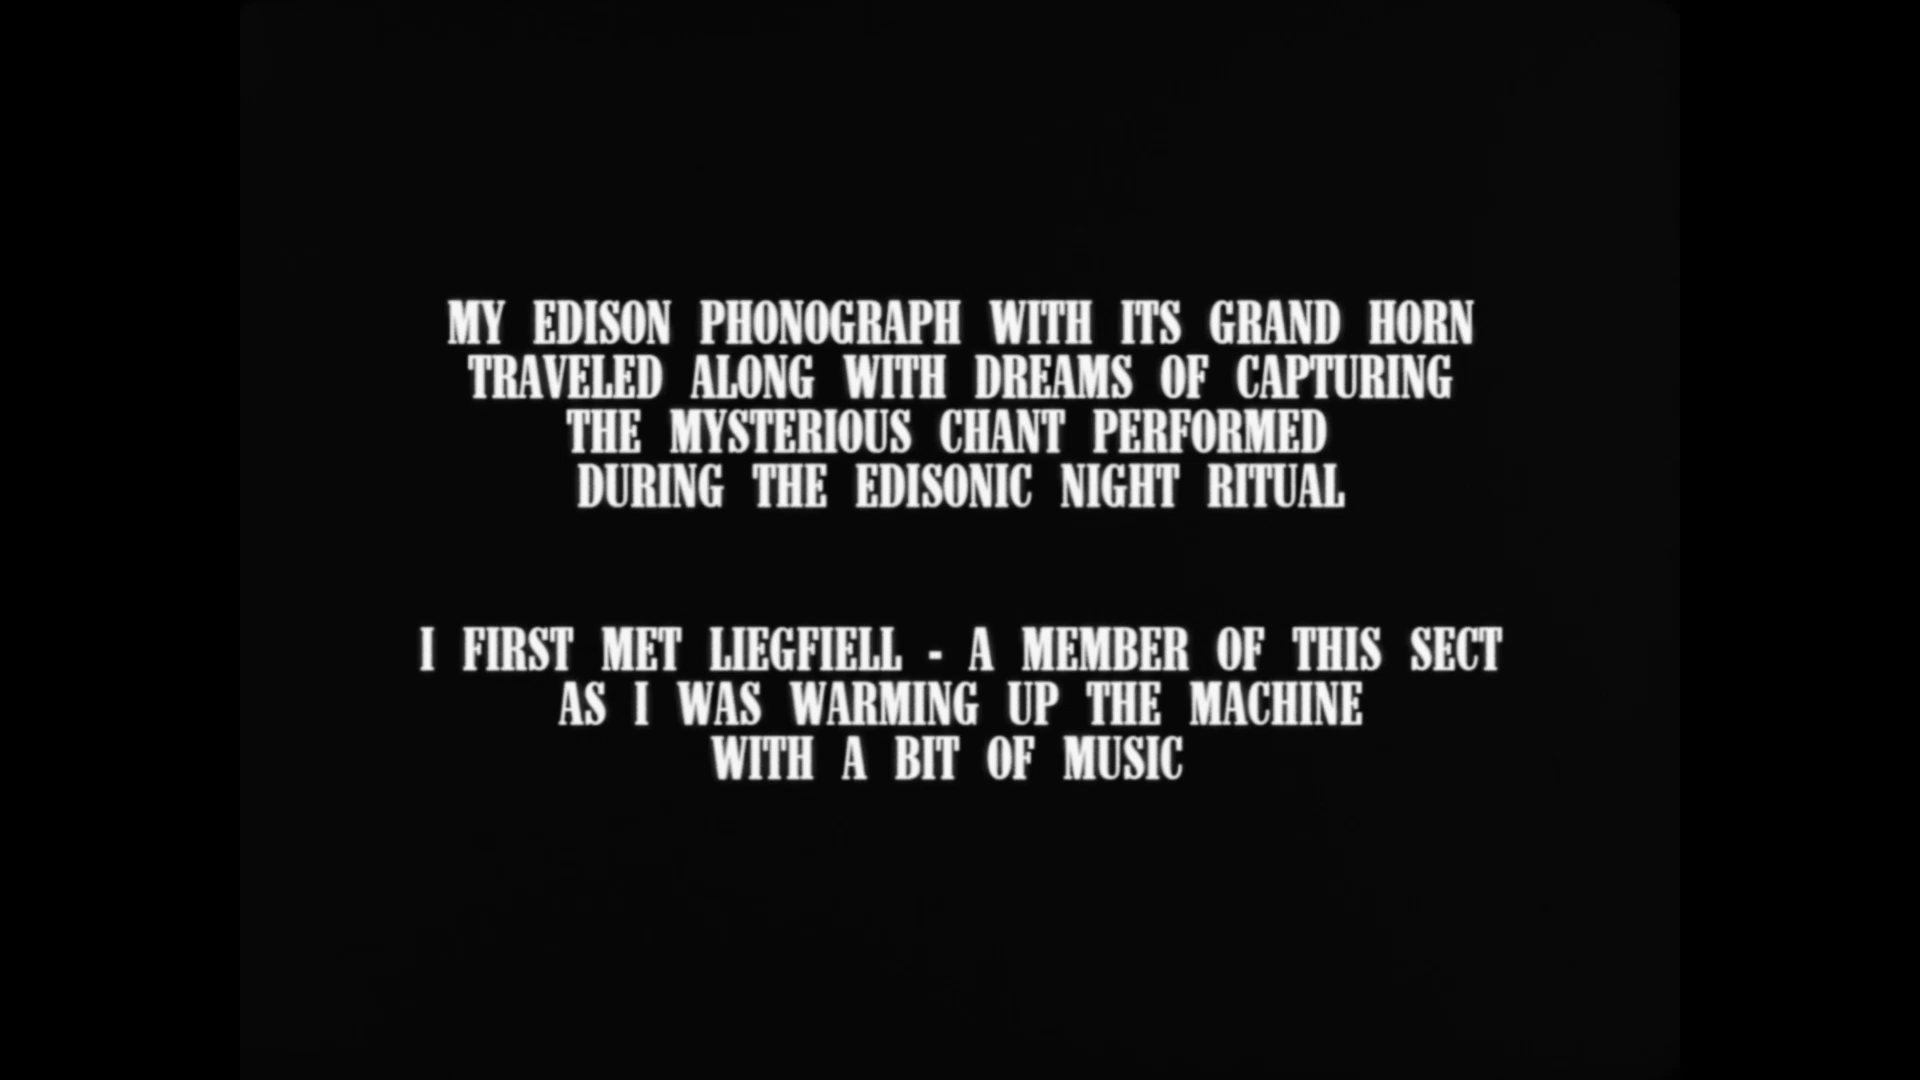 MY EDISON PHONOGRAPH WITH ITS GRAND HORN
TRAVELED ALONG WITH DREAMS OF CAPTURING
THE MYSTERIOUS CHANT PERFORMED
DURING THE EDISONIC NIGHT RITUAL
I FIRST MET LIEGFIELL - A MEMBER OF THIS SECT
AS I WAS WARMING UP THE MACHINE
WITH A BIT OF MUSIC